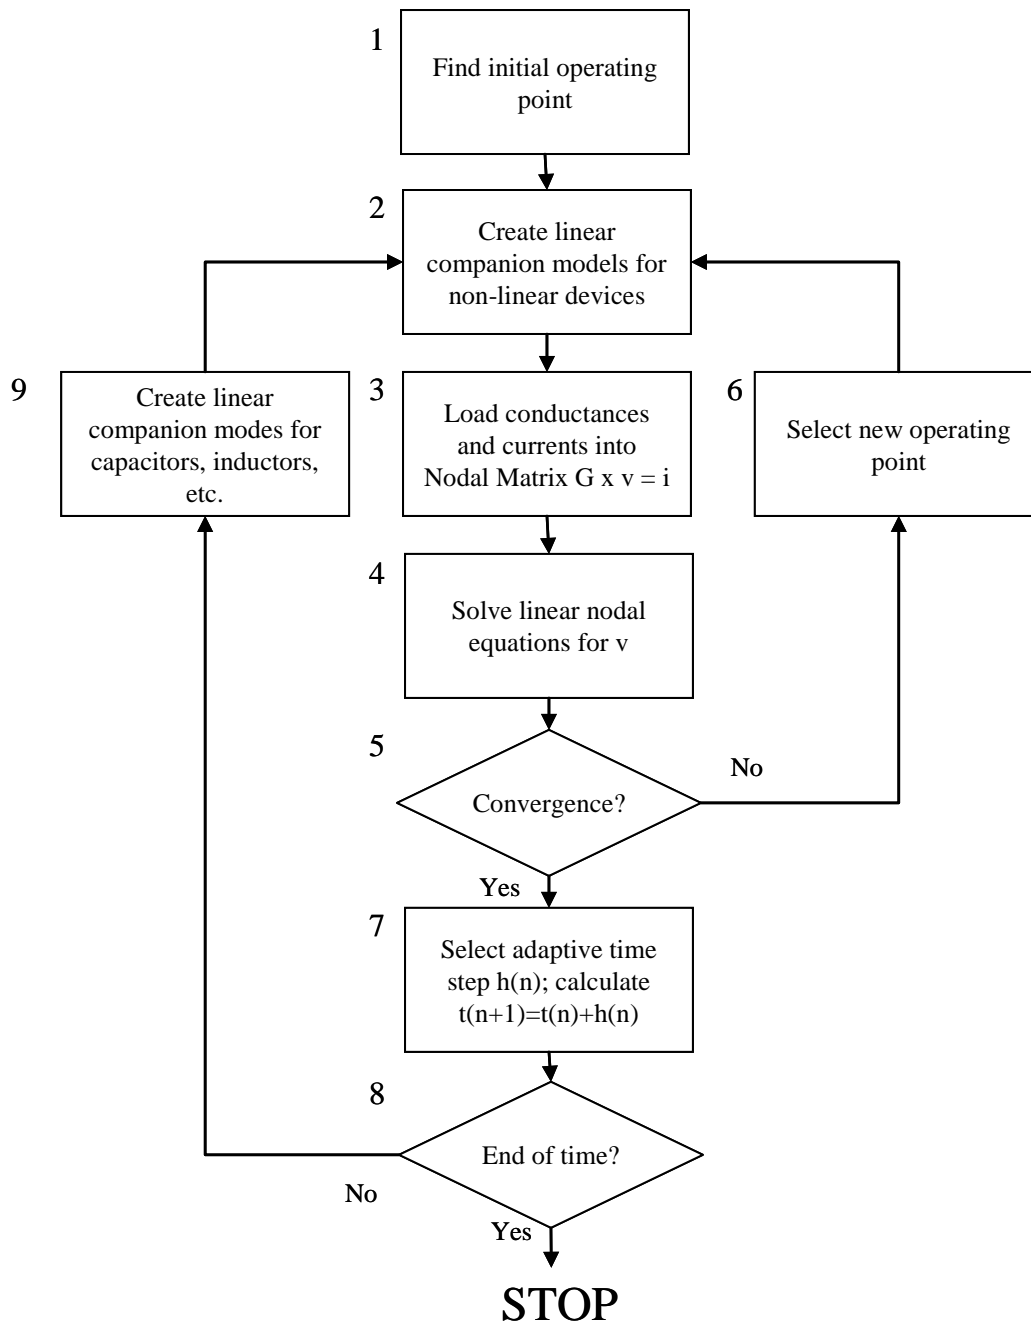 1
Find initial operating
point
2
Create linear
companion models for
non-linear devices
9
Create linear
companion modes for
capacitors, inductors,
etc.
3
Load conductances
and currents into
Nodal Matrix G x v = i
6
Select new operating
point
4
Solve linear nodal
equations for v
5
Convergence?
No
Yes
7
Select adaptive time
step h(n); calculate
t(n+1)=t(n)+h(n)
8
End of time?
No
Yes
STOP